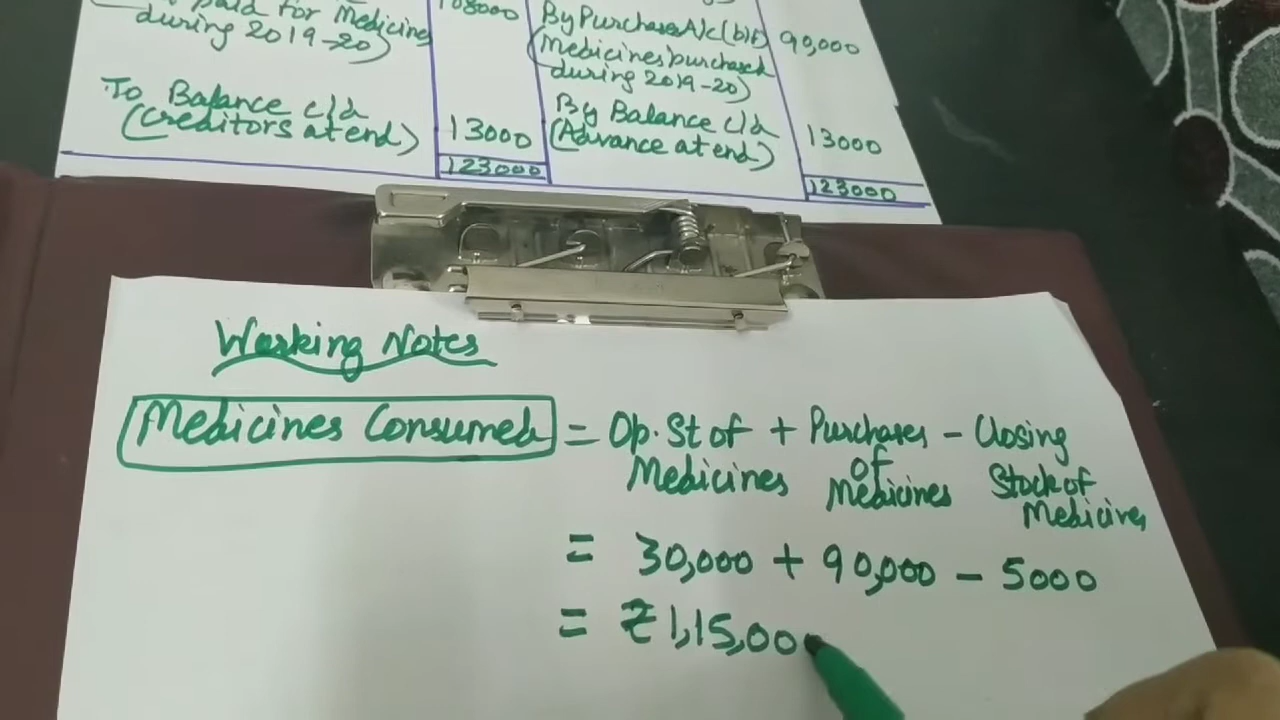 paid for Medicine 108000 By Purchases A/c (b/f) 90,000
during 2019-20) (Medicines purchased
during 2019-20)
To Balance c/d By Balance c/d
(Creditors at end) 13000 (Advance at end) 13000
123000 123000
Working Notes
Medicines Consumed = Op. St of + Purchases - Closing
Medicines of Stock of
Medicines Medicines
= 30,000 + 90,000 - 5000
= ₹1,15,00